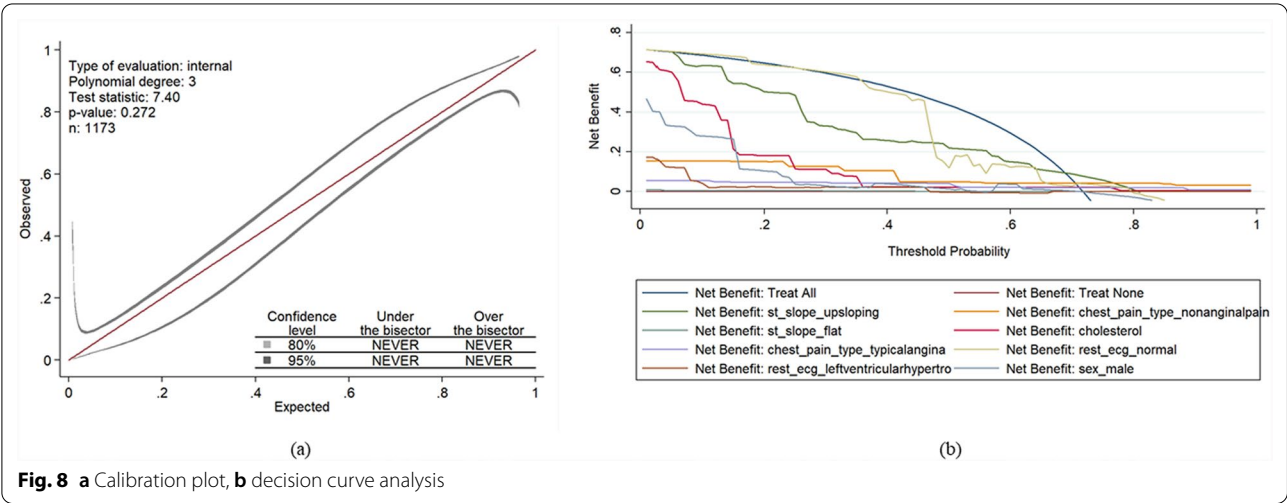 Type of evaluation: internal
Polynomial degree: 3
Test statistic: 7.40
p-value: 0.272
n: 1173
Observed
1
.8
.6
.4
.2
0
Confidence level Under the bisector Over the bisector
80% NEVER NEVER
95% NEVER NEVER
0 .2 .4 .6 .8 1
Expected
(a)
Net Benefit
.8
.6
.4
.2
0
0 .2 .4 .6 .8 1
Threshold Probability
Net Benefit: Treat All Net Benefit: Treat None
Net Benefit: st_slope_upsloping Net Benefit: chest_pain_type_nonanginalpain
Net Benefit: st_slope_flat Net Benefit: cholesterol
Net Benefit: chest_pain_type_typicalangina Net Benefit: rest_ecg_normal
Net Benefit: rest_ecg_leftventricularhypertro Net Benefit: sex_male
(b)
Fig. 8 a Calibration plot, b decision curve analysis